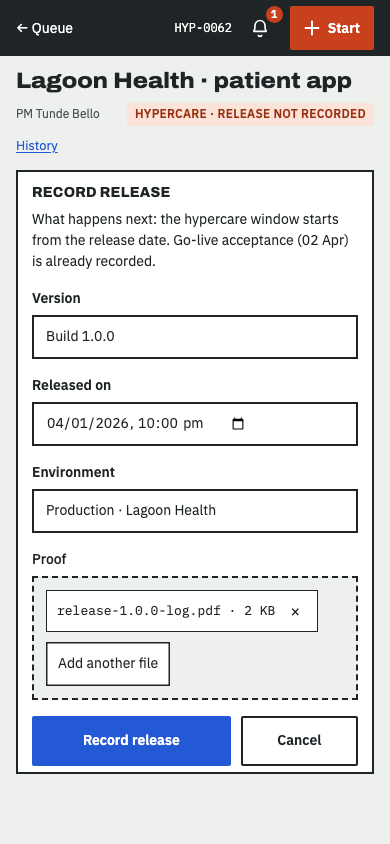 ← Queue
HYP-0062
1
+ Start
Lagoon Health · patient app
PM Tunde Bello
HYPERCARE · RELEASE NOT RECORDED
History
RECORD RELEASE
What happens next: the hypercare window starts
from the release date. Go-live acceptance (02 Apr)
is already recorded.
Version
Build 1.0.0
Released on
04/01/2026, 10:00 pm
Environment
Production · Lagoon Health
Proof
release-1.0.0-log.pdf · 2 KB ×
Add another file
Record release
Cancel